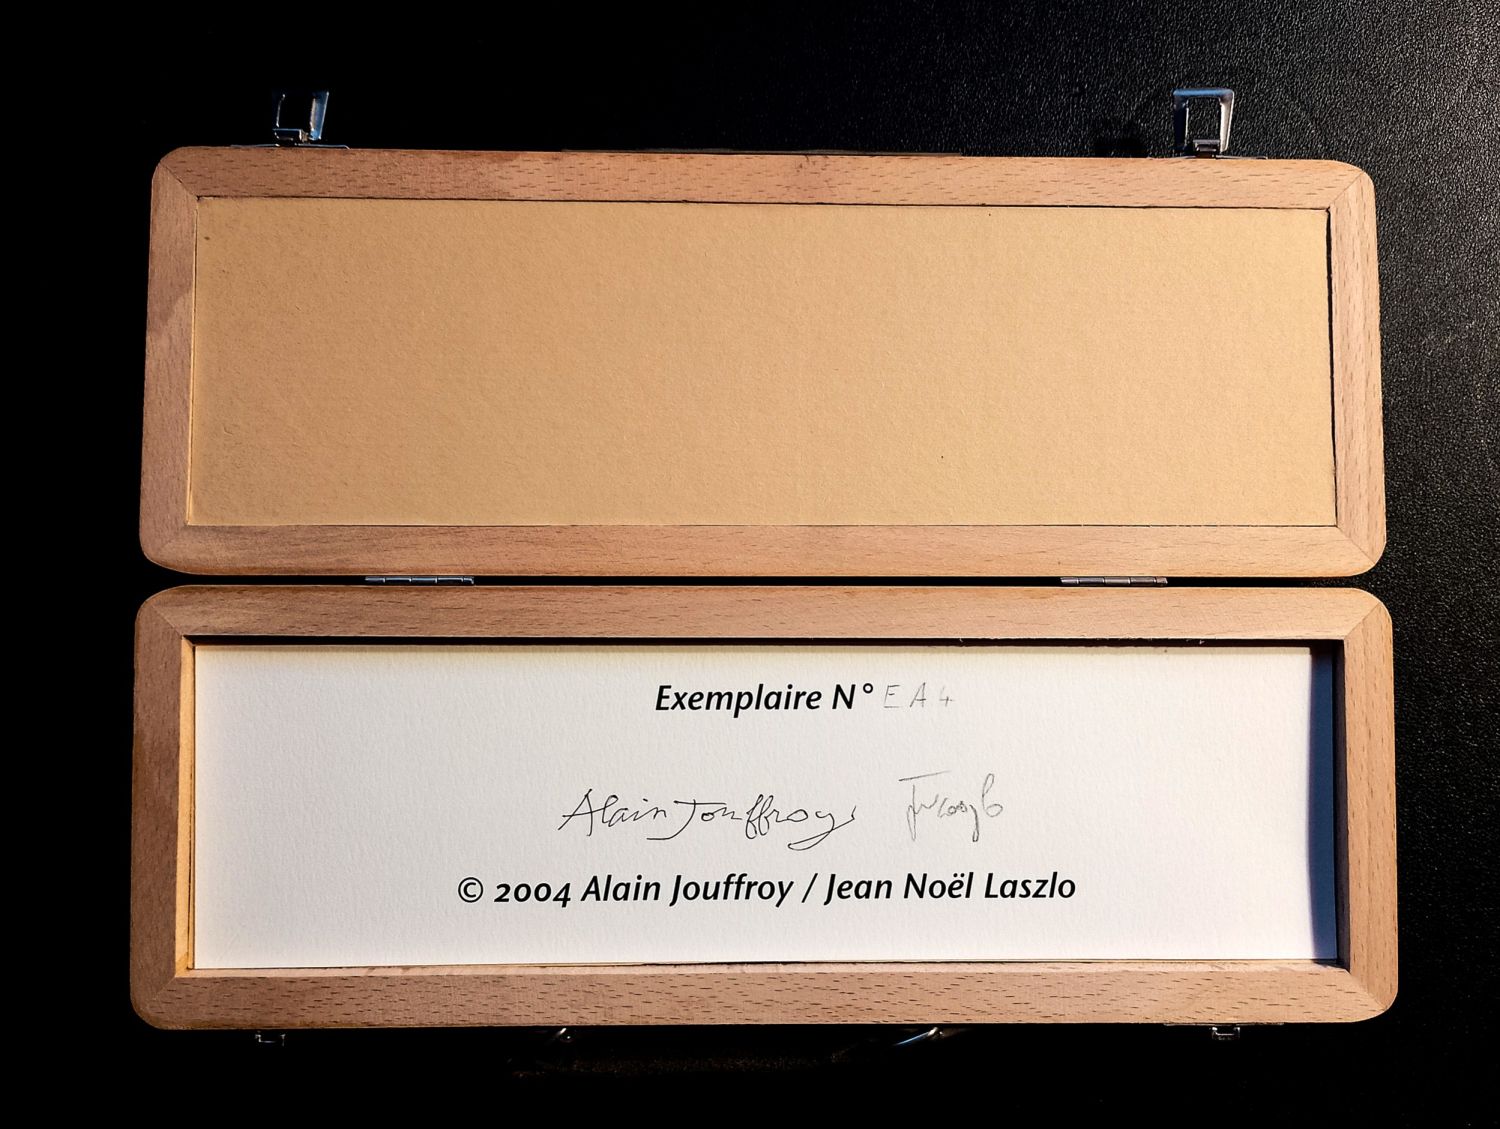 Exemplaire N° EA4
Alain Jouffroy
© 2004 Alain Jouffroy / Jean Noël Laszlo